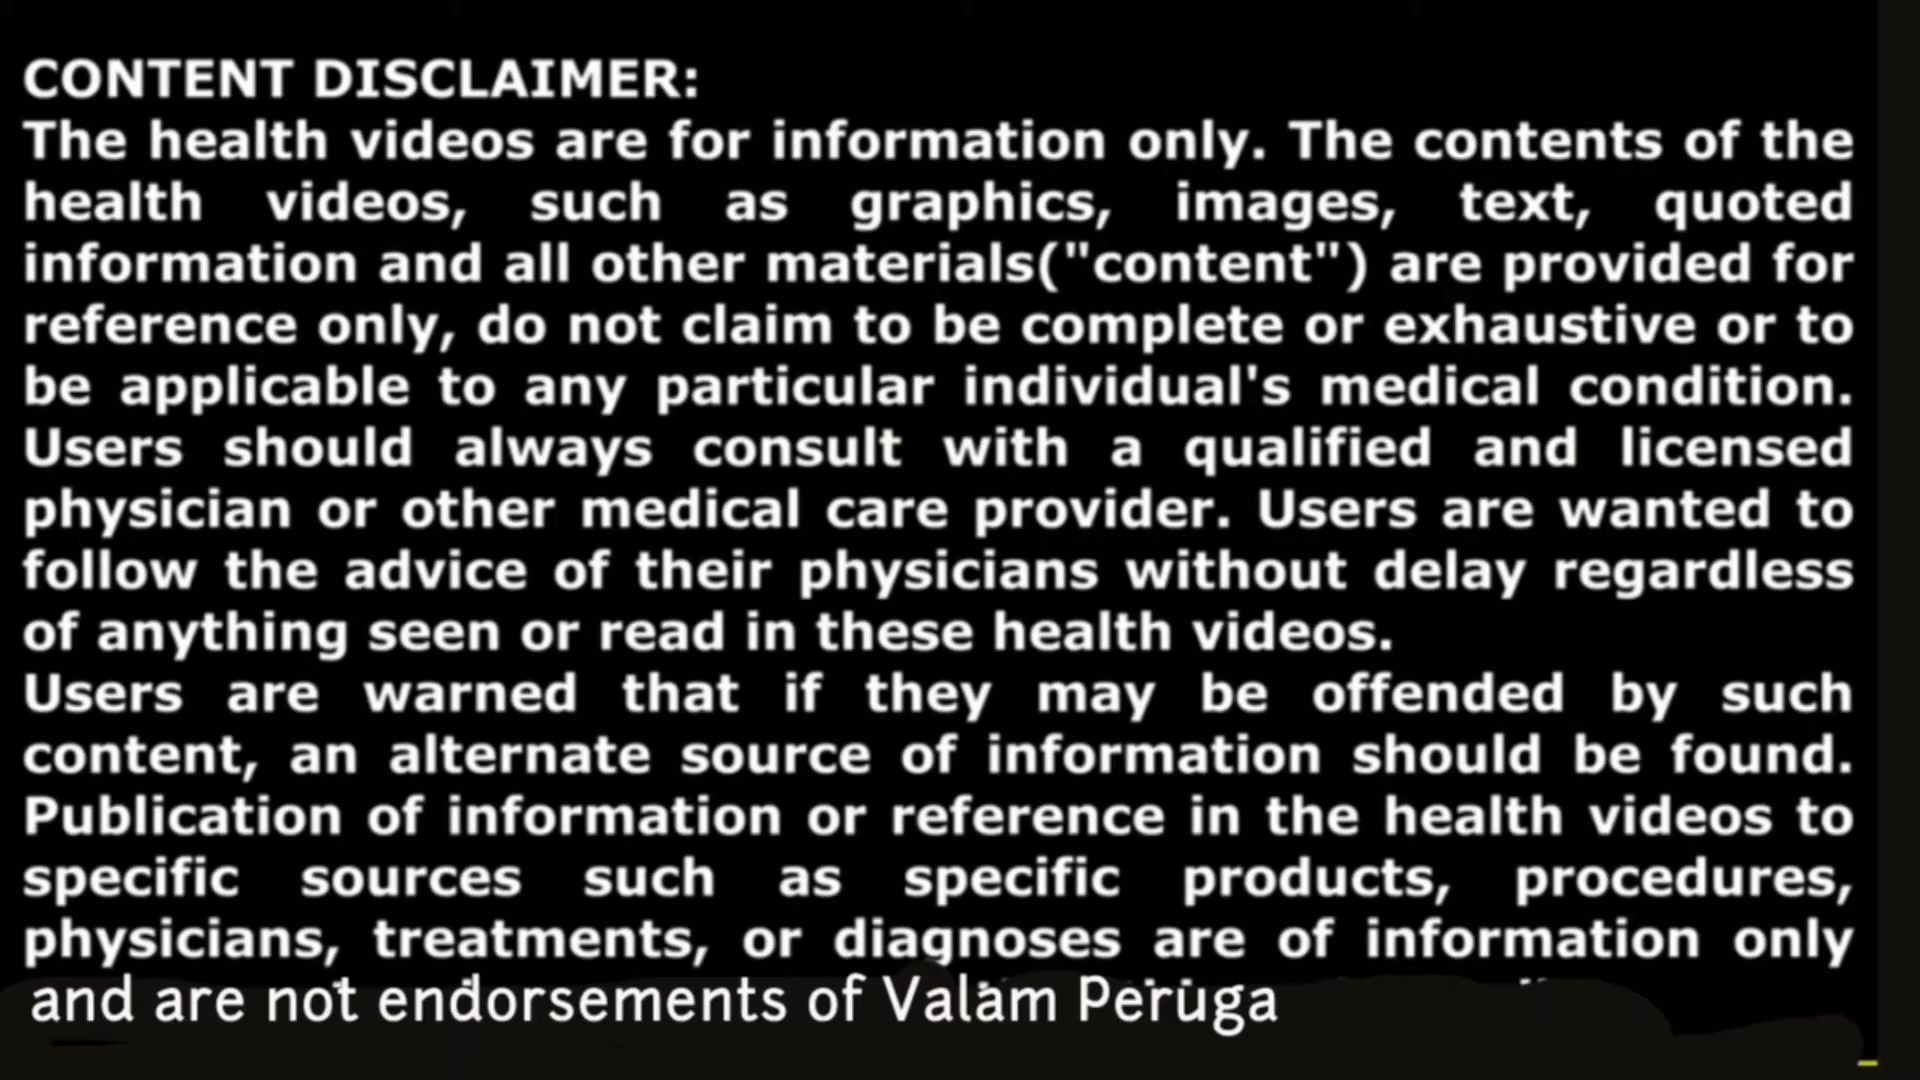 CONTENT DISCLAIMER:
The health videos are for information only. The contents of the
health videos, such as graphics, images, text, quoted
information and all other materials("content") are provided for
reference only, do not claim to be complete or exhaustive or to
be applicable to any particular individual's medical condition.
Users should always consult with a qualified and licensed
physician or other medical care provider. Users are wanted to
follow the advice of their physicians without delay regardless
of anything seen or read in these health videos.
Users are warned that if they may be offended by such
content, an alternate source of information should be found.
Publication of information or reference in the health videos to
specific sources such as specific products, procedures,
physicians, treatments, or diagnoses are of information only
and are not endorsements of Valam Peruga